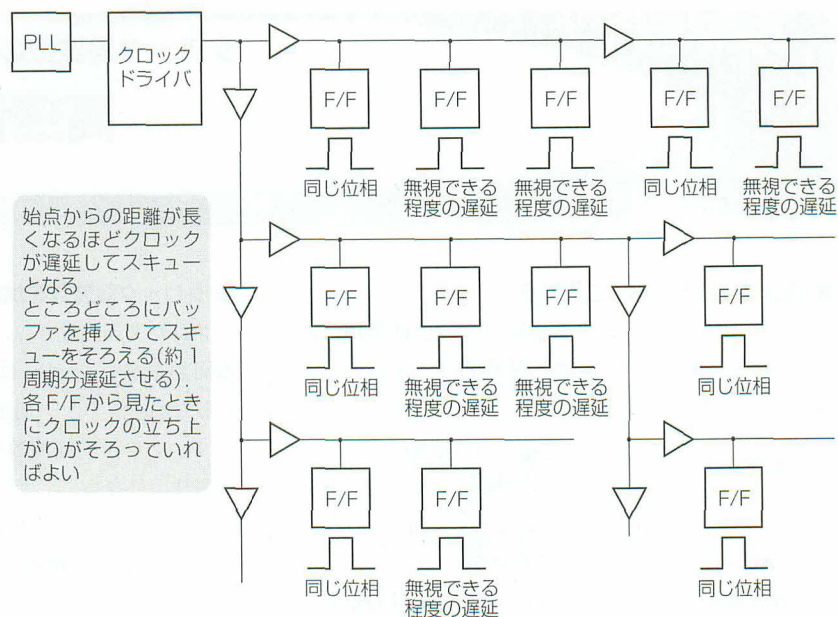 PLL
クロック
ドライバ
F/F
F/F
F/F
F/F
F/F
同じ位相
無視できる
程度の遅延
無視できる
程度の遅延
同じ位相
無視できる
程度の遅延
始点からの距離が長
くなるほどクロック
が遅延してスキュー
となる.
ところどころにバッ
ファを挿入してスキ
ューをそろえる(約1
周期分遅延させる).
各F/Fから見たとき
にクロックの立ち上
がりがそろっていれ
ばよい
F/F
F/F
F/F
F/F
同じ位相
無視できる
程度の遅延
無視できる
程度の遅延
同じ位相
F/F
F/F
F/F
同じ位相
無視できる
程度の遅延
同じ位相